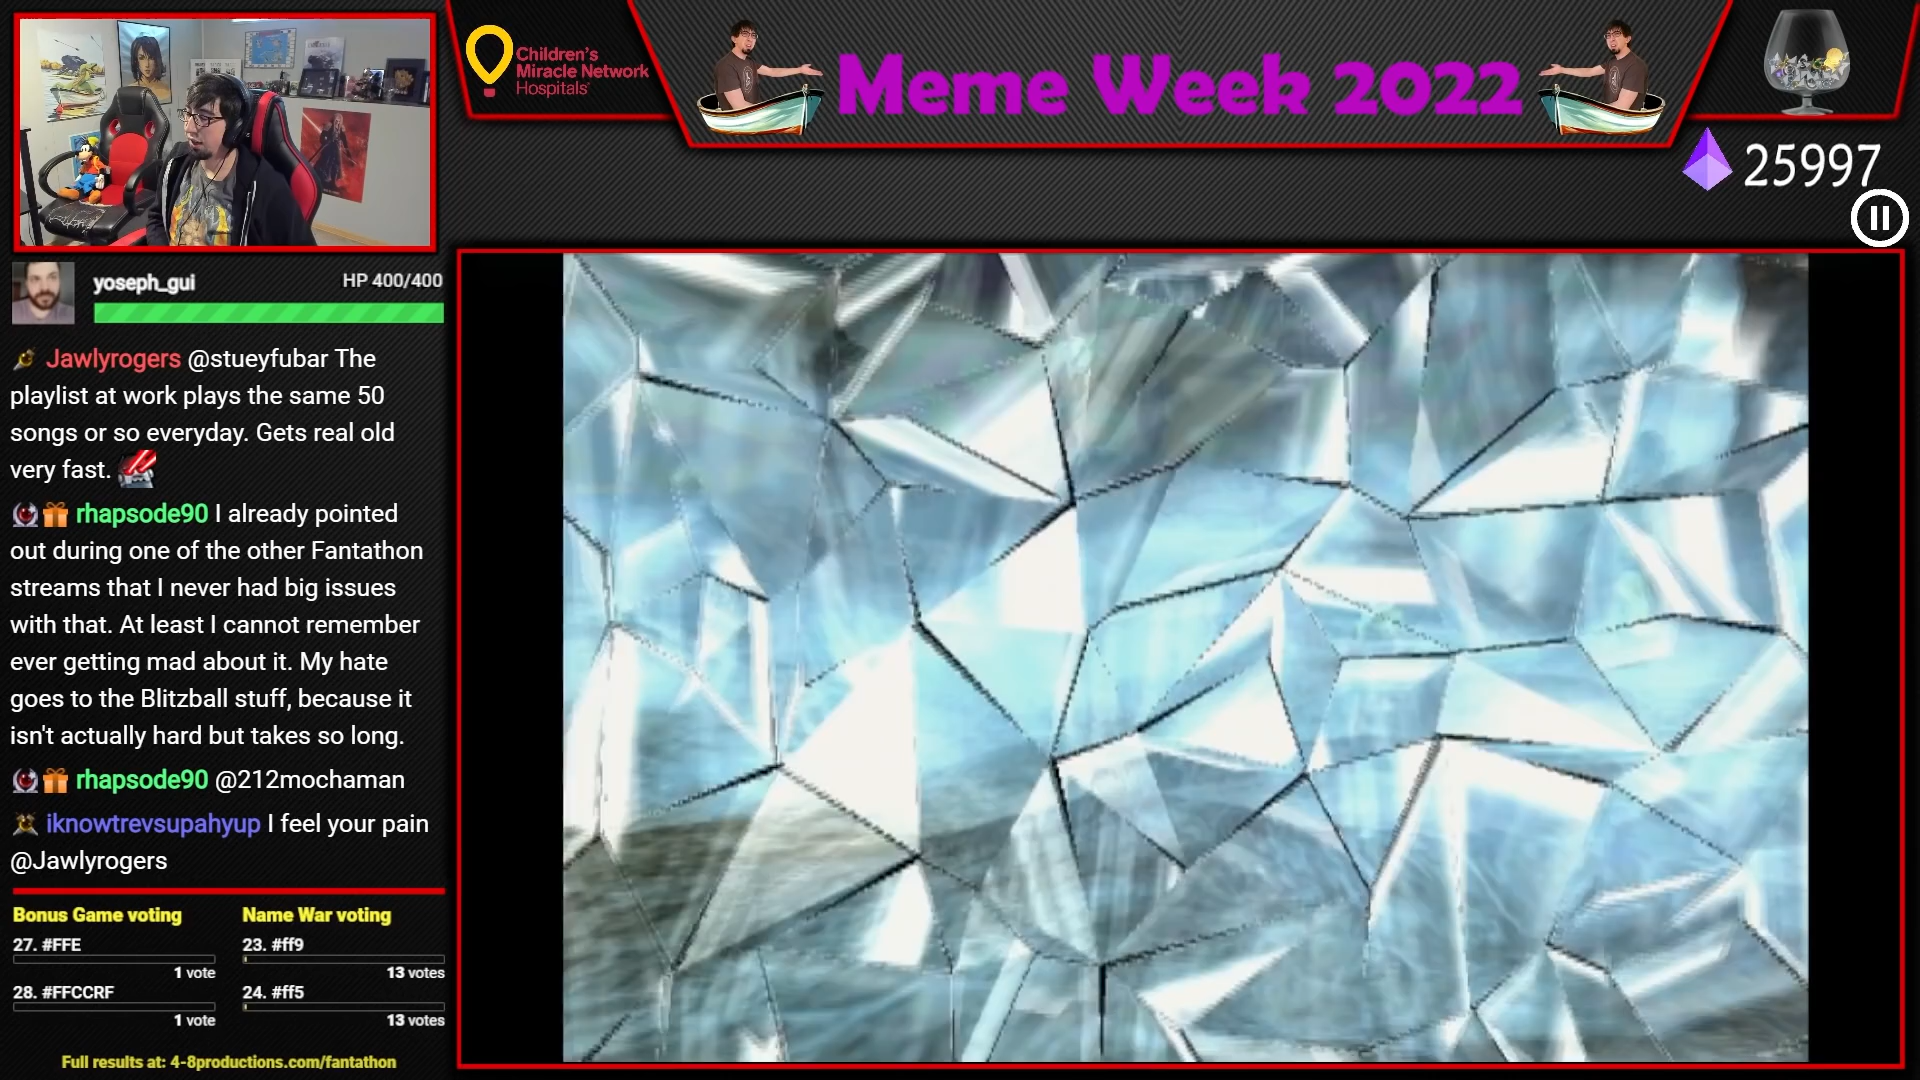 Children's
Miracle Network
Hospitals
Meme Week 2022
25997
yoseph_gui
HP 400/400
Jawlyrogers @stueyfubar The
playlist at work plays the same 50
songs or so everyday. Gets real old
very fast.
rhapsode90 I already pointed
out during one of the other Fantathon
streams that I never had big issues
with that. At least I cannot remember
ever getting mad about it. My hate
goes to the Blitzball stuff, because it
isn't actually hard but takes so long.
rhapsode90 @212mochaman
iknowtrevsupahyup I feel your pain
@Jawlyrogers
Bonus Game voting
27. #FFE
1 vote
28. #FFCCRF
1 vote
Name War voting
23. #ff9
13 votes
24. #ff5
13 votes
Full results at: 4-8productions.com/fantathon